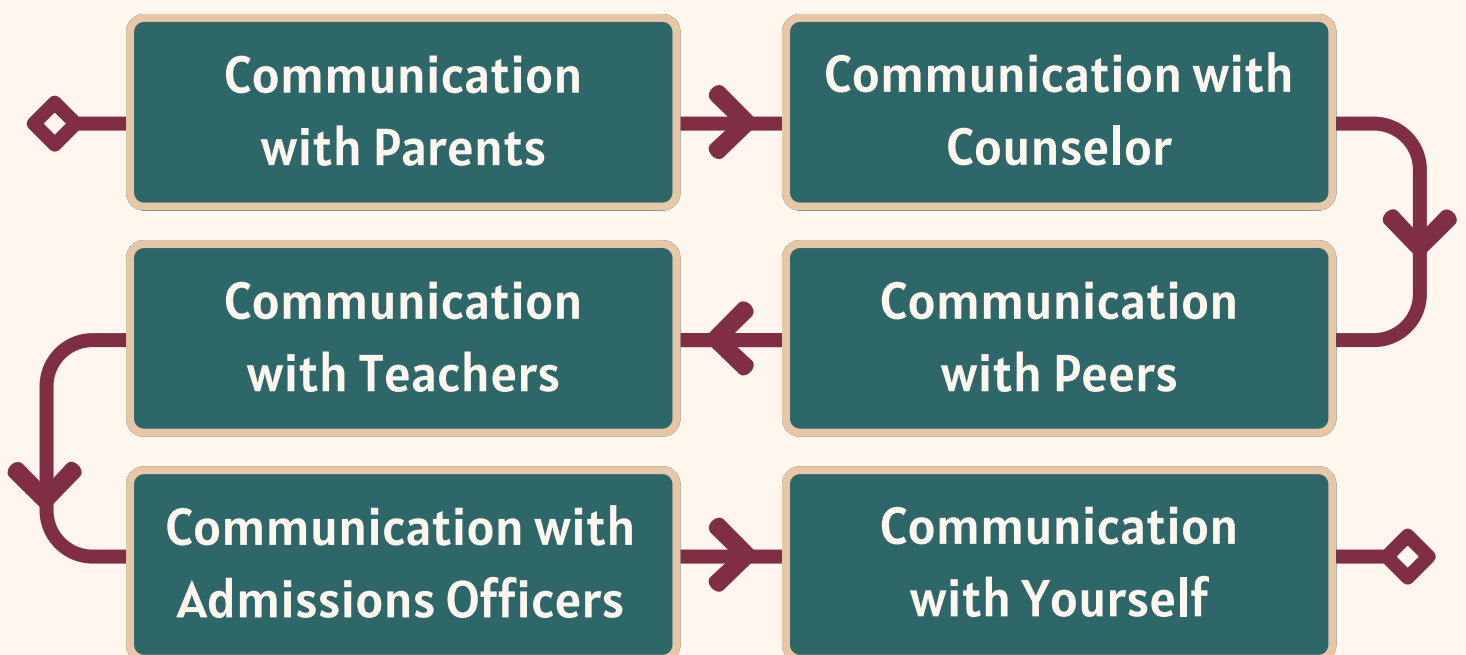 Communication
with Parents
Communication with
Counselor
Communication
with Peers
Communication
with Teachers
Communication with
Admissions Officers
Communication
with Yourself